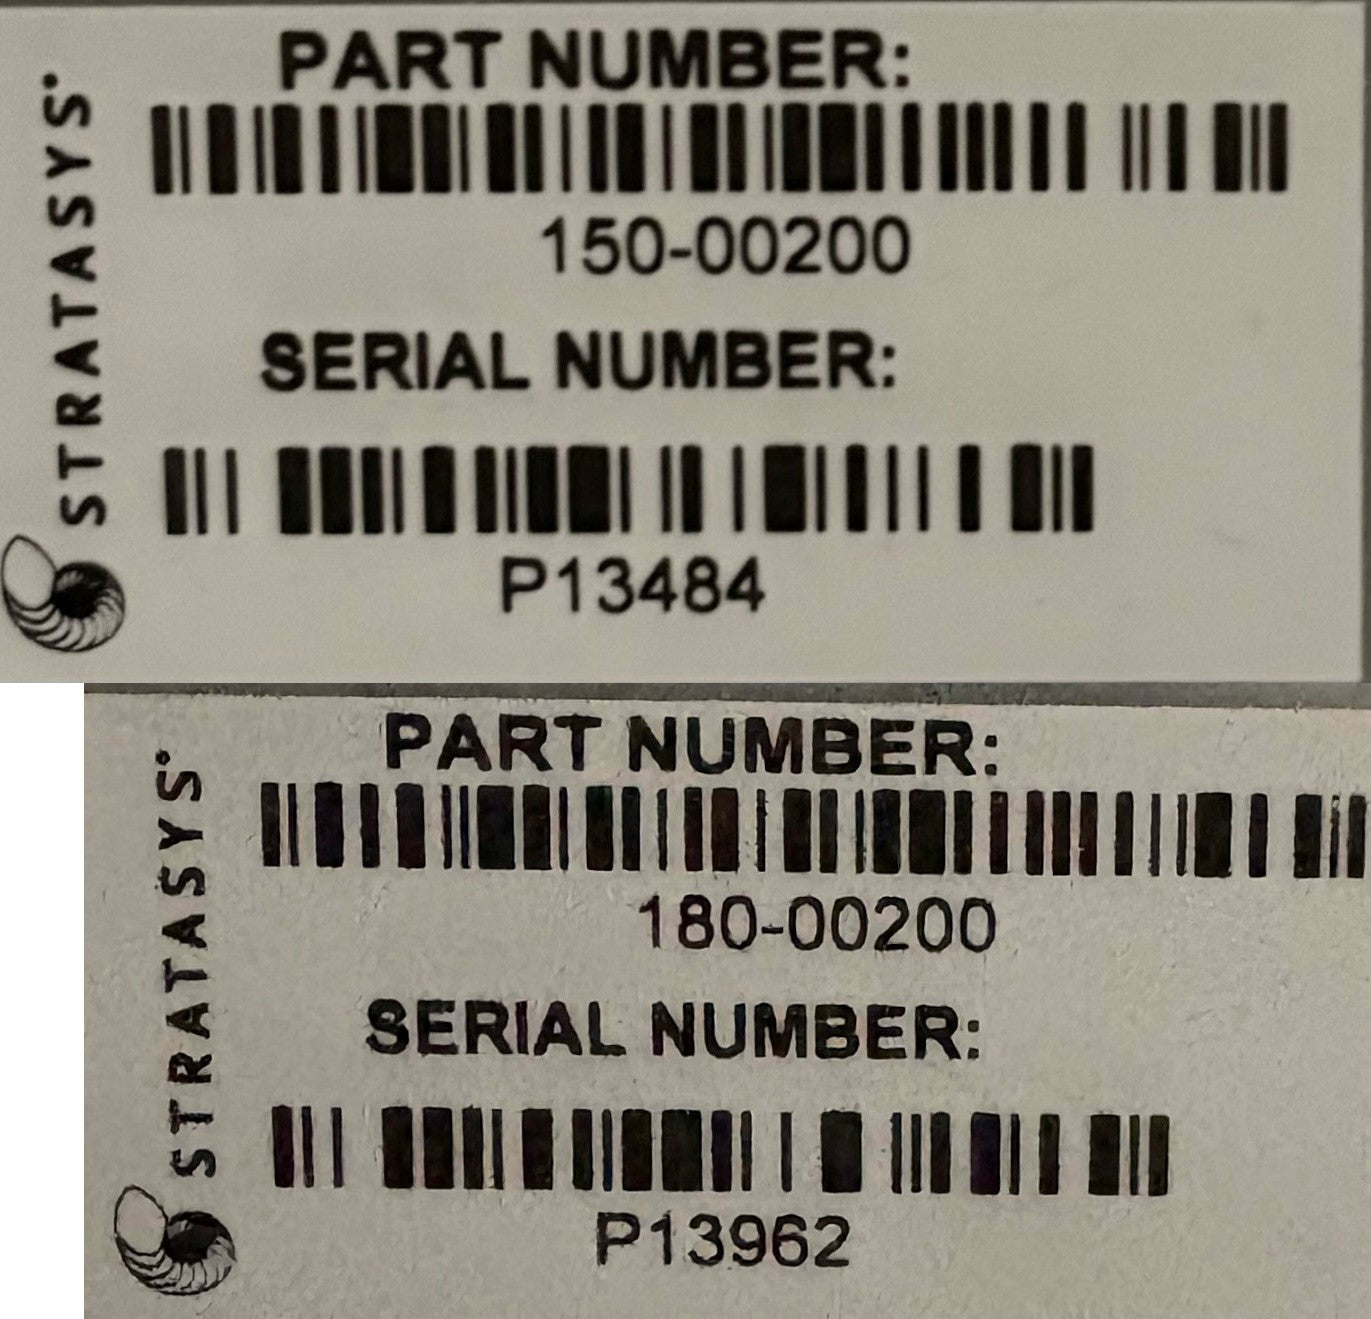 STRATASYS
PART NUMBER:
150-00200
SERIAL NUMBER:
P13484
STRATASYS
PART NUMBER:
180-00200
SERIAL NUMBER:
P13962